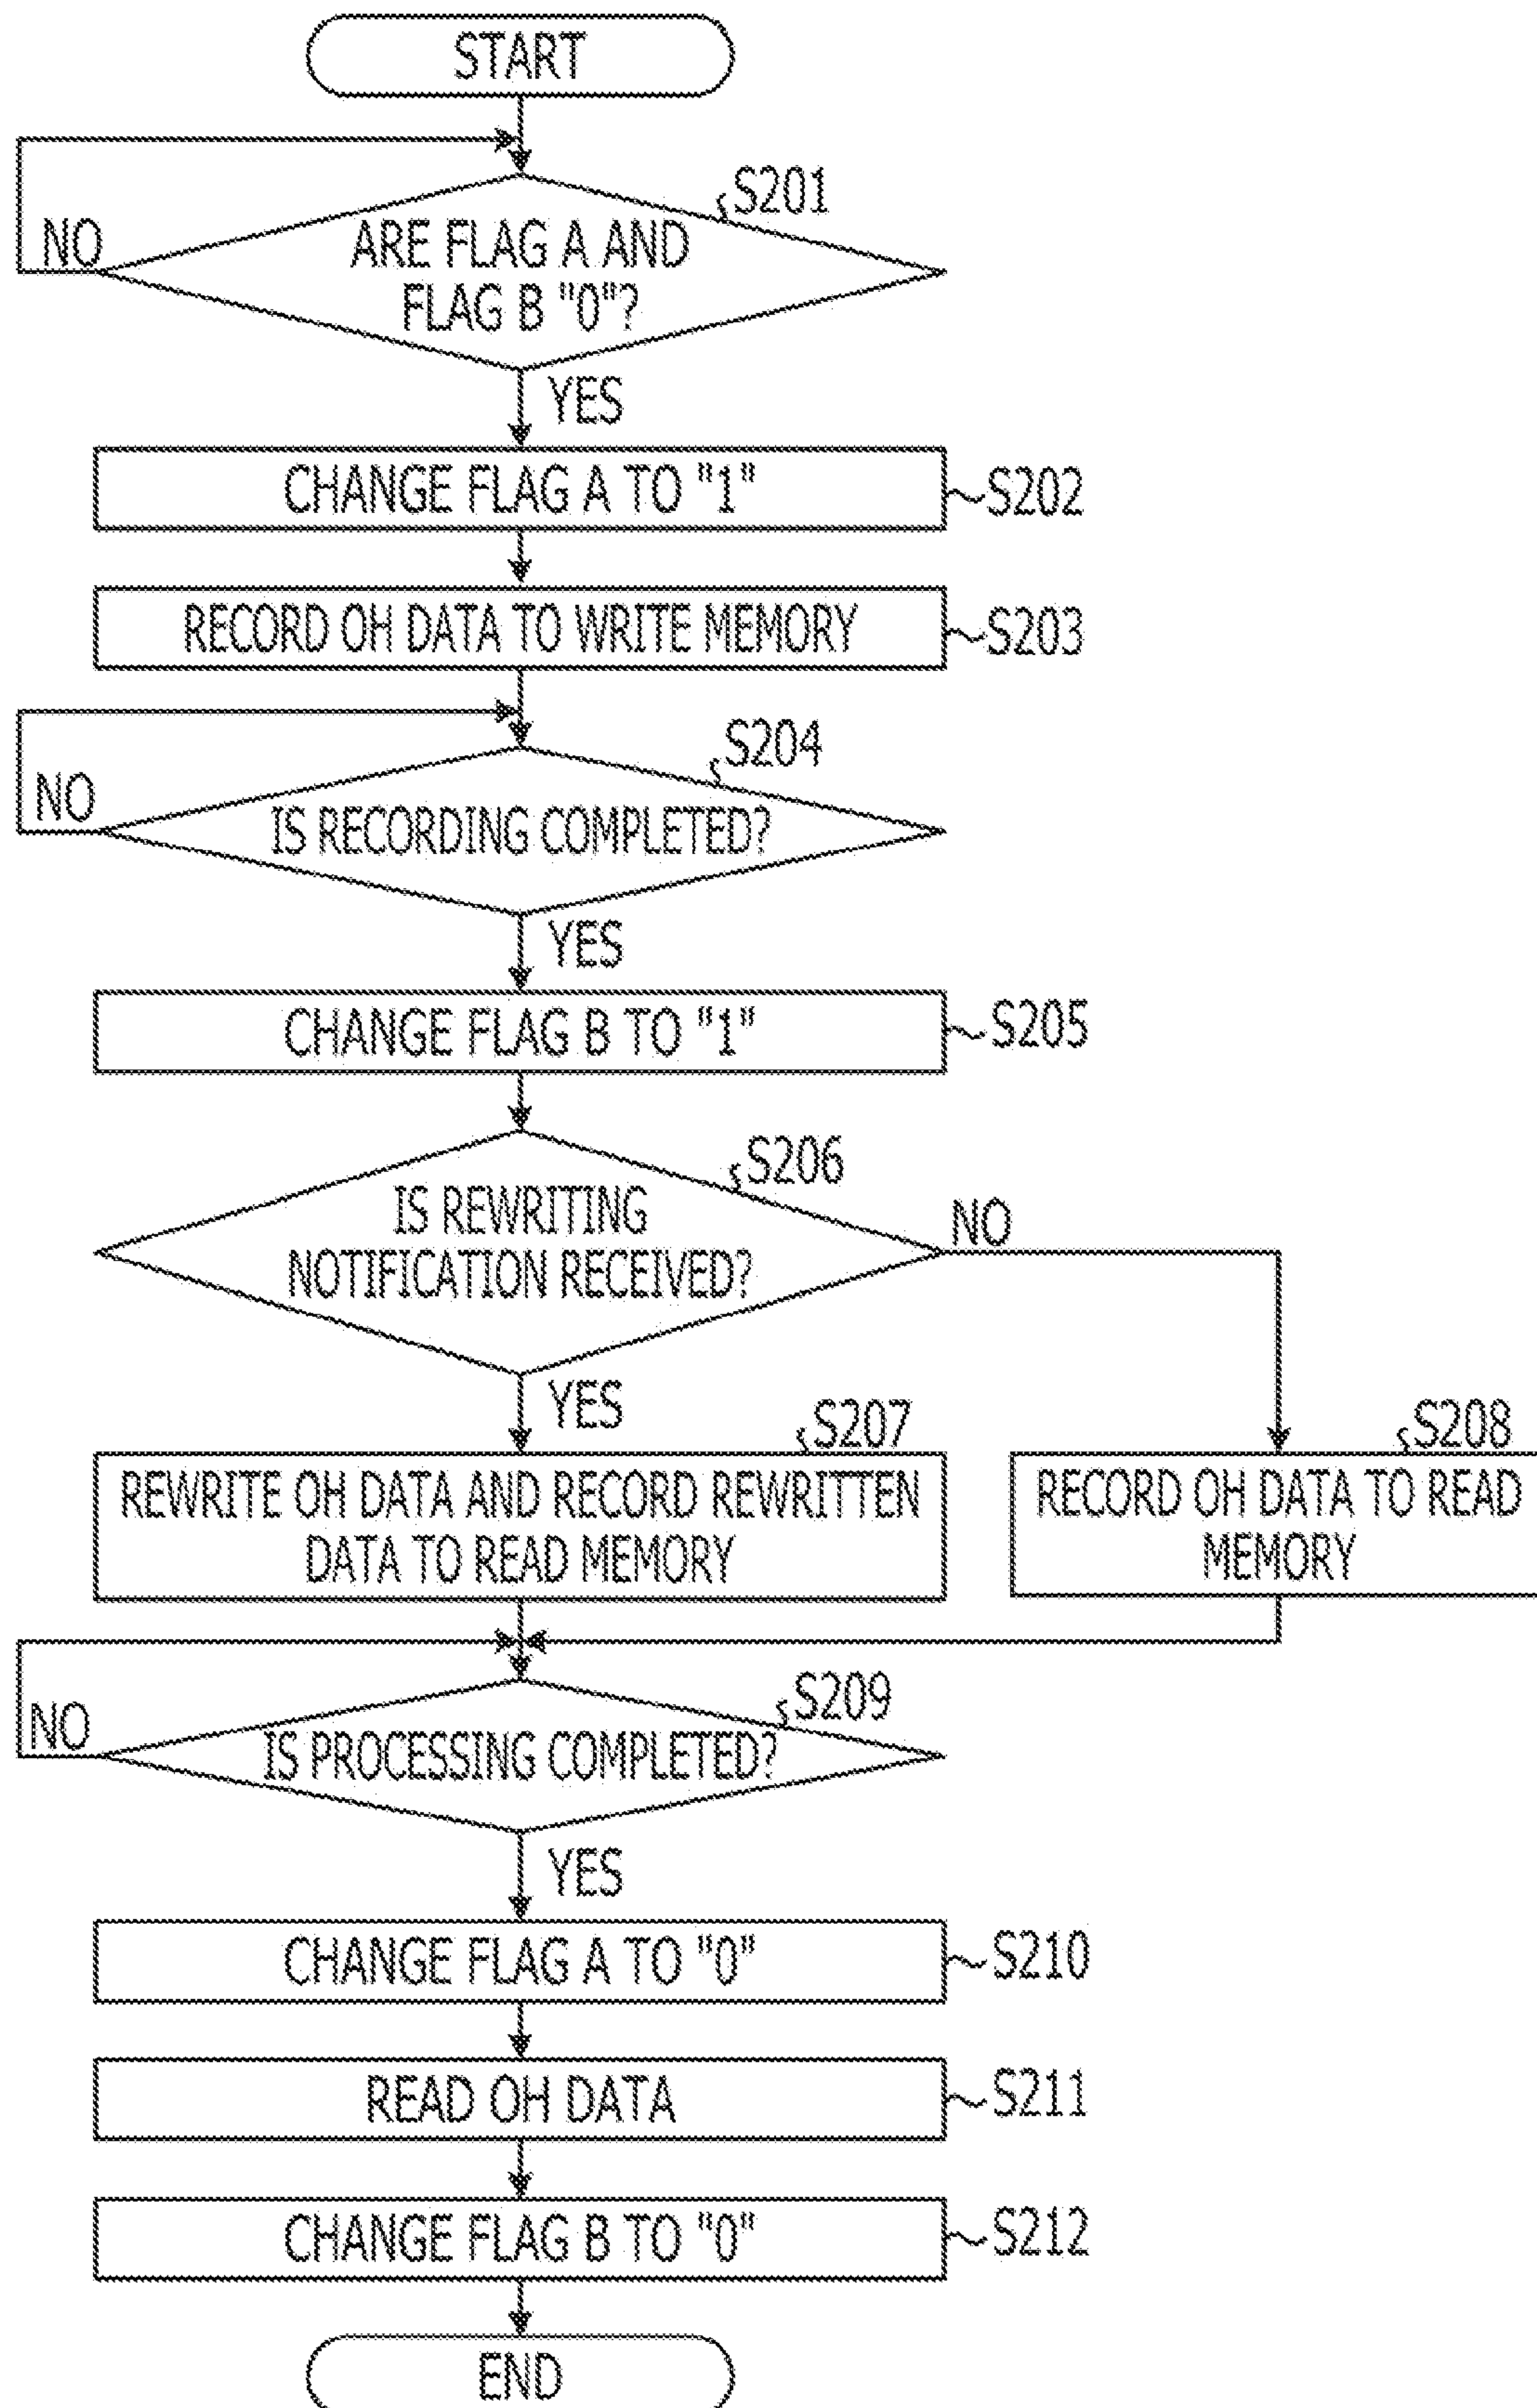 START
S201
NO
ARE FLAG A AND
FLAG B "0"?
YES
CHANGE FLAG A TO "1"
S202
RECORD OH DATA TO WRITE MEMORY
S203
S204
NO
IS RECORDING COMPLETED?
YES
CHANGE FLAG B TO "1"
S205
S206
IS REWRITING
NOTIFICATION RECEIVED?
NO
YES
S207
REWRITE OH DATA AND RECORD REWRITTEN
DATA TO READ MEMORY
S208
RECORD OH DATA TO READ
MEMORY
S209
NO
IS PROCESSING COMPLETED?
YES
CHANGE FLAG A TO "0"
S210
READ OH DATA
S211
CHANGE FLAG B TO "0"
S212
END